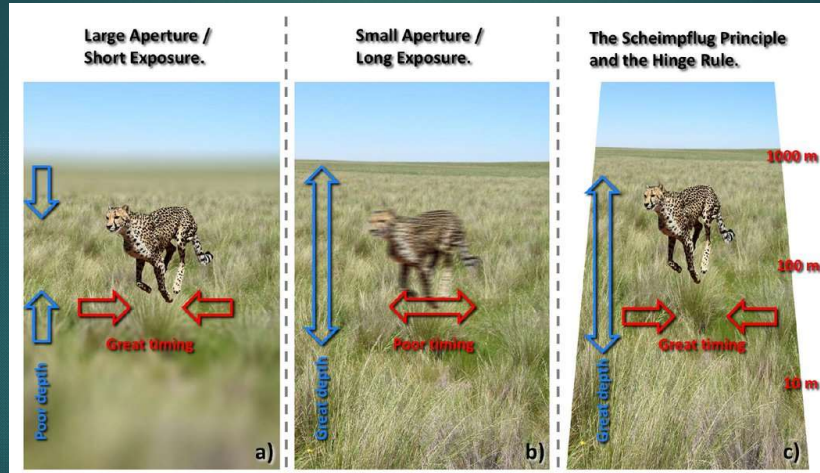 Large Aperture /
Short Exposure.
Poor depth
Great timing
a)
Small Aperture /
Long Exposure.
Great depth
Poor timing
b)
The Scheimpflug Principle
and the Hinge Rule.
1000 m
100 m
10 m
Great depth
Great timing
c)